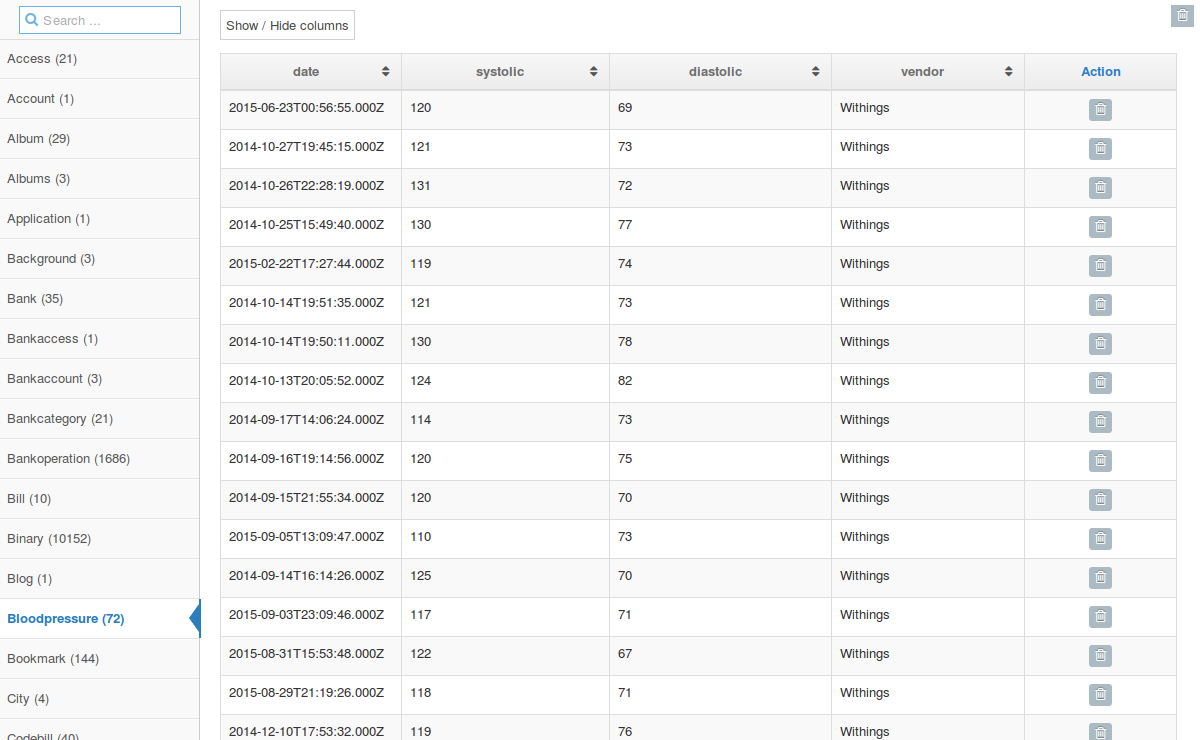 Search ...
Access (21)
Account (1)
Album (29)
Albums (3)
Application (1)
Background (3)
Bank (35)
Bankaccess (1)
Bankaccount (3)
Bankcategory (21)
Bankoperation (1686)
Bill (10)
Binary (10152)
Blog (1)
Bloodpressure (72)
Bookmark (144)
City (4)
Codebill (40)
Show / Hide columns
date systolic diastolic vendor Action
2015-06-23T00:56:55.000Z 120 69 Withings
2014-10-27T19:45:15.000Z 121 73 Withings
2014-10-26T22:28:19.000Z 131 72 Withings
2014-10-25T15:49:40.000Z 130 77 Withings
2015-02-22T17:27:44.000Z 119 74 Withings
2014-10-14T19:51:35.000Z 121 73 Withings
2014-10-14T19:50:11.000Z 130 78 Withings
2014-10-13T20:05:52.000Z 124 82 Withings
2014-09-17T14:06:24.000Z 114 73 Withings
2014-09-16T19:14:56.000Z 120 75 Withings
2014-09-15T21:55:34.000Z 120 70 Withings
2015-09-05T13:09:47.000Z 110 73 Withings
2014-09-14T16:14:26.000Z 125 70 Withings
2015-09-03T23:09:46.000Z 117 71 Withings
2015-08-31T15:53:48.000Z 122 67 Withings
2015-08-29T21:19:26.000Z 118 71 Withings
2014-12-10T17:53:32.000Z 119 76 Withings